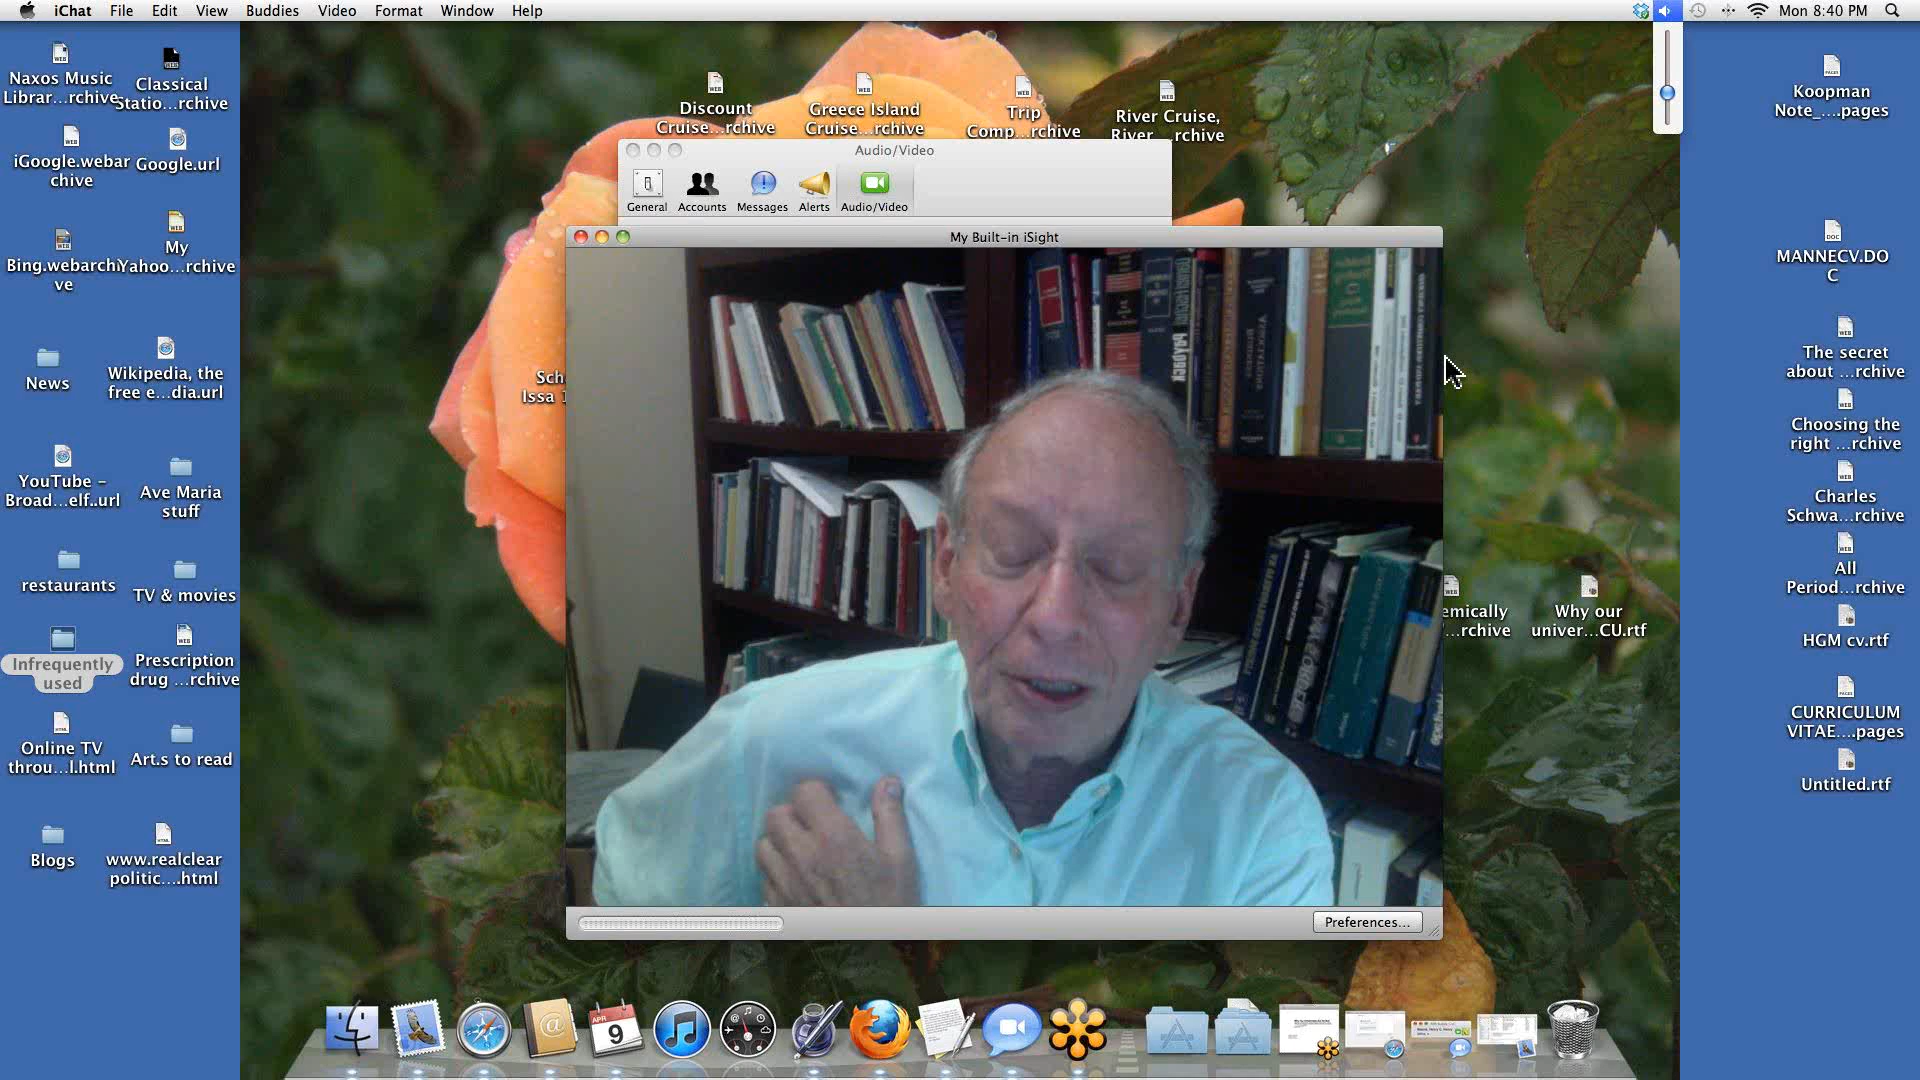 iChat File Edit View Buddies Video Format Window Help
Mon 8:40 PM
Naxos Music
Librar...rchive
Classical
Statio...rchive
iGoogle.webar
chive
Google.url
Bing.webarchi
ve
My
Yahoo...rchive
News
Wikipedia, the
free e...dia.url
YouTube -
Broad...elf..url
Ave Maria
stuff
restaurants
TV & movies
Infrequently
used
Prescription
drug ...rchive
Online TV
throu...l.html
Art.s to read
Blogs
www.realclear
politic....html
Discount
Cruise...rchive
Greece Island
Cruise...rchive
Trip
Comp...rchive
River Cruise,
River ...rchive
Audio/Video
General
Accounts
Messages
Alerts
Audio/Video
My Built-in iSight
Sch
Issa 1
PAYDAY
Preferences...
emically
...rchive
Why our
univer...CU.rtf
Koopman
Note_....pages
MANNECV.DO
C
The secret
about ...rchive
Choosing the
right ...rchive
Charles
Schwa...rchive
All
Period...rchive
HGM cv.rtf
CURRICULUM
VITAE....pages
Untitled.rtf
APR
9